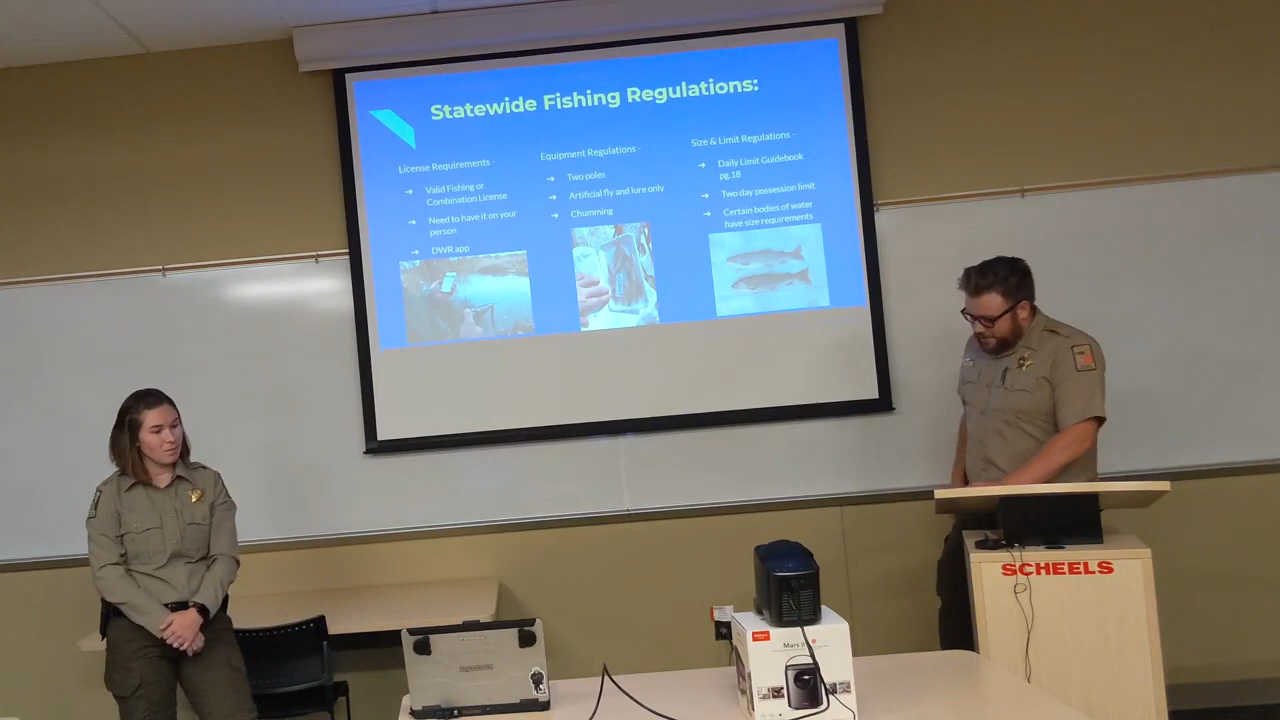 Statewide Fishing Regulations:
License Requirements -
➔ Valid Fishing or
Combination License
➔ Need to have it on your
person
➔ DWR app
Equipment Regulations -
➔ Two poles
➔ Artificial fly and lure only
➔ Chumming
Size & Limit Regulations -
➔ Daily Limit Guidebook
pg.18
➔ Two day possession limit
➔ Certain bodies of water
have size requirements
SCHEELS